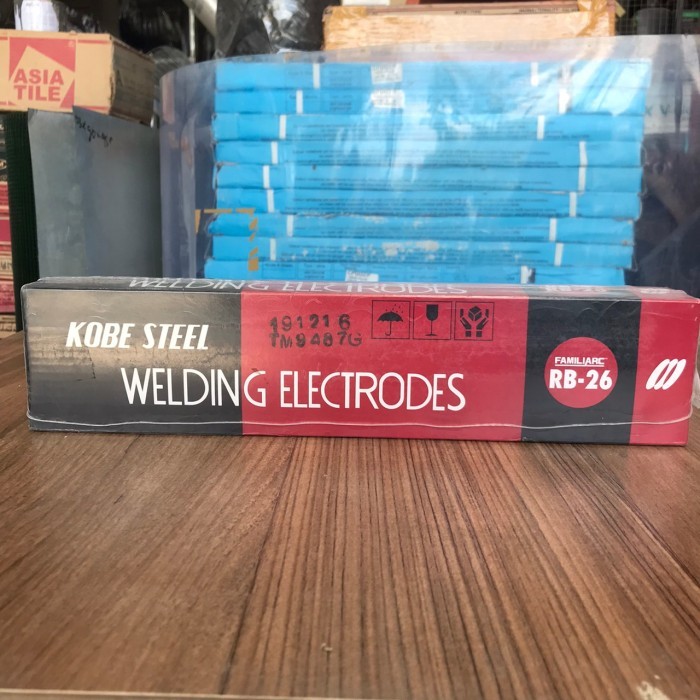 ASIA
TILE
WELDING ELECTRODES
KOBE STEEL
191216
TM9487G
WELDING ELECTRODES
FAMILIARC
RB-26